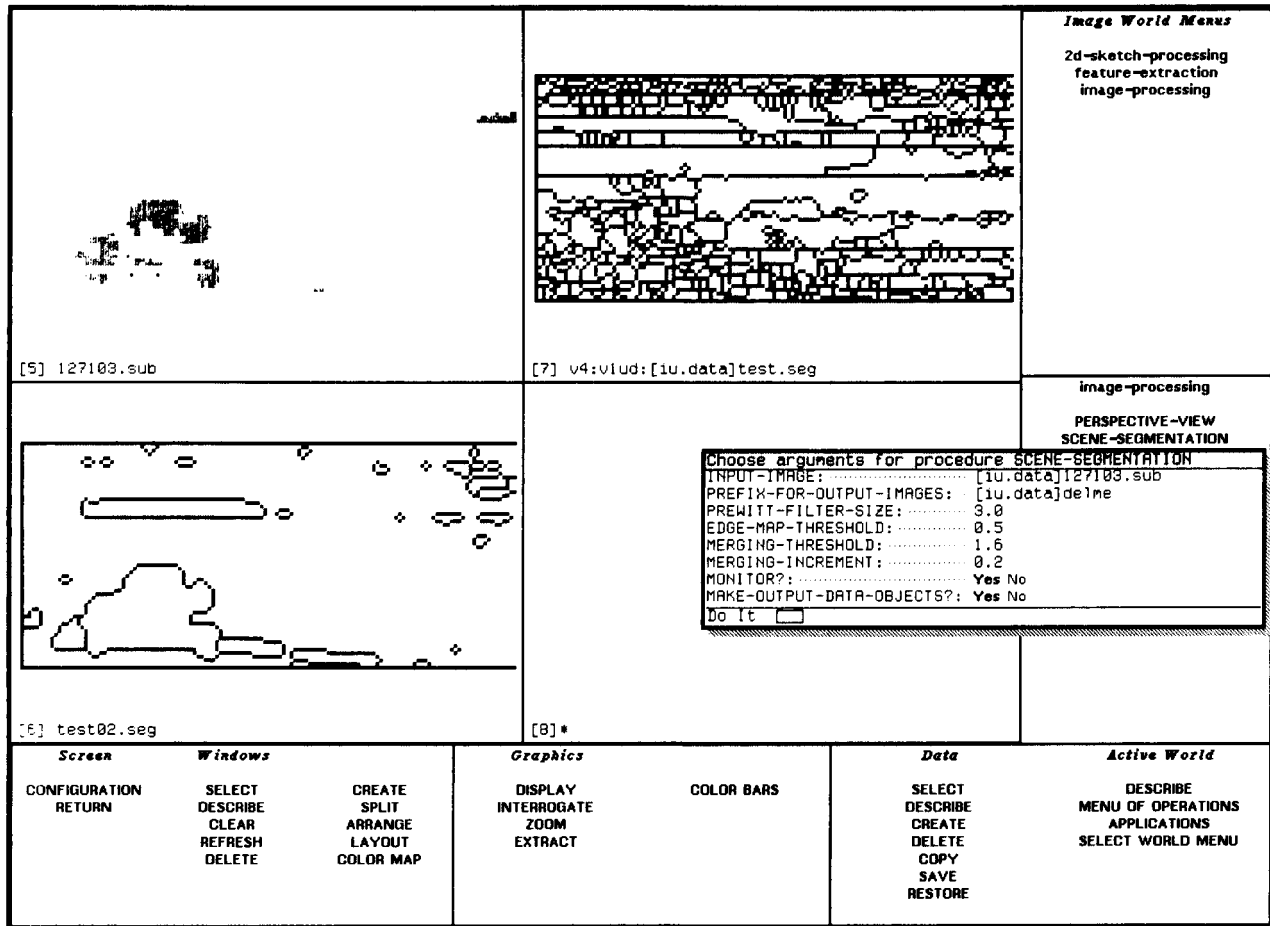 Image World Menus
2d-sketch-processing
feature-extraction
image-processing
[5] 127103.sub
[7] v4:viud:[iu.data]test.seg
image-processing
PERSPECTIVE-VIEW
SCENE-SEGMENTATION
Choose arguments for procedure SCENE-SEGMENTATION
INPUT-IMAGE: [iu.data]127103.sub
PREFIX-FOR-OUTPUT-IMAGES: [iu.data]delme
PREWITT-FILTER-SIZE: 3.0
EDGE-MAP-THRESHOLD: 0.5
MERGING-THRESHOLD: 1.6
MERGING-INCREMENT: 0.2
MONITOR?: Yes No
MAKE-OUTPUT-DATA-OBJECTS?: Yes No
Do It
[6] test02.seg
[8]*
Screen
CONFIGURATION
RETURN
Windows
SELECT
DESCRIBE
CLEAR
REFRESH
DELETE
CREATE
SPLIT
ARRANGE
LAYOUT
COLOR MAP
Graphics
DISPLAY
INTERROGATE
ZOOM
EXTRACT
COLOR BARS
Data
SELECT
DESCRIBE
CREATE
DELETE
COPY
SAVE
RESTORE
Active World
DESCRIBE
MENU OF OPERATIONS
APPLICATIONS
SELECT WORLD MENU